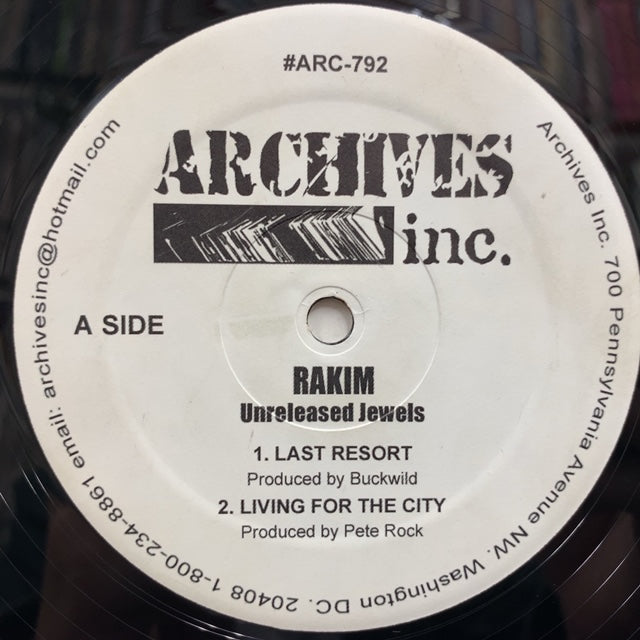 #ARC-792
ARCHIVES
inc.
A SIDE
RAKIM
Unreleased Jewels
1. LAST RESORT
Produced by Buckwild
2. LIVING FOR THE CITY
Produced by Pete Rock
Archives Inc. 700 Pennsylvania Avenue NW. Washington DC. 20408 1-800-234-8861 email: archivesinc@hotmail.com